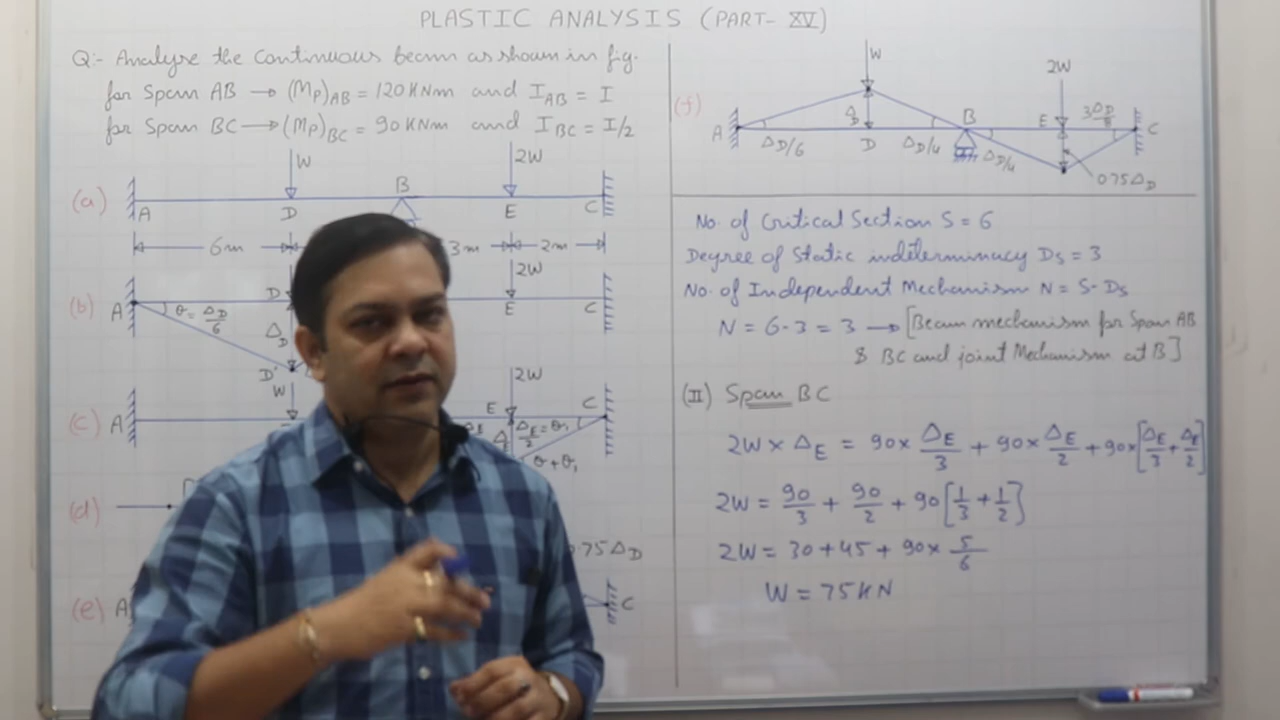 PLASTIC ANALYSIS (PART- XV)
Q:- Analyse the Continuous beam as shown in fig.
for Span AB → (Mp)AB = 120 KNm and IAB = I
for Span BC → (Mp)BC = 90 KNm and IBC = I/2
(a) W 2W
A D B E C
6m 3m 2m
(b) A D E C 2W
θ = ΔD/6 ΔD
D' W
(c) A E C 2W
ΔE/2 = θ1
θ+θ1
(d)
0.75ΔD
(e) A C
(f) W 2W
A ΔD/6 ΔD D ΔD/4 B ΔD/4 E 3ΔD/8 C
0.75ΔD
No. of Critical Section S = 6
Degree of Static indeterminacy Ds = 3
No. of Independent Mechanism N = S - Ds
N = 6 - 3 = 3 → [Beam mechanism for Span AB
& BC and joint Mechanism at B]
(II) Span BC
2W × ΔE = 90 × ΔE/3 + 90 × ΔE/2 + 90 × [ΔE/3 + ΔE/2]
2W = 90/3 + 90/2 + 90 [1/3 + 1/2]
2W = 30 + 45 + 90 × 5/6
W = 75 KN